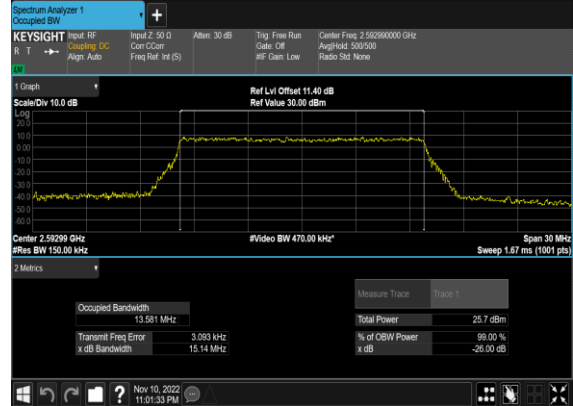 Spectrum Analyzer 1
Occupied BW
+
KEYSIGHT Input: RF Input Z: 50 Ω Atten: 30 dB Trig: Free Run Center Freq: 2.592990000 GHz
R T Coupling: DC Corr CCorr Gate: Off Avg|Hold: 500/500
Align: Auto Freq Ref: Int (S) #IF Gain: Low Radio Std: None
LNI
1 Graph
Ref Lvl Offset 11.40 dB
Scale/Div 10.0 dB Ref Value 30.00 dBm
Log
20.0
10.0
0.00
-10.0
-20.0
-30.0
-40.0
-50.0
-60.0
Center 2.59299 GHz #Video BW 470.00 kHz* Span 30 MHz
#Res BW 150.00 kHz Sweep 1.67 ms (1001 pts)
2 Metrics
Measure Trace Trace 1
Occupied Bandwidth
13.581 MHz Total Power 25.7 dBm
Transmit Freq Error 3.093 kHz % of OBW Power 99.00 %
x dB Bandwidth 15.14 MHz x dB -26.00 dB
? Nov 10, 2022
11:01:33 PM